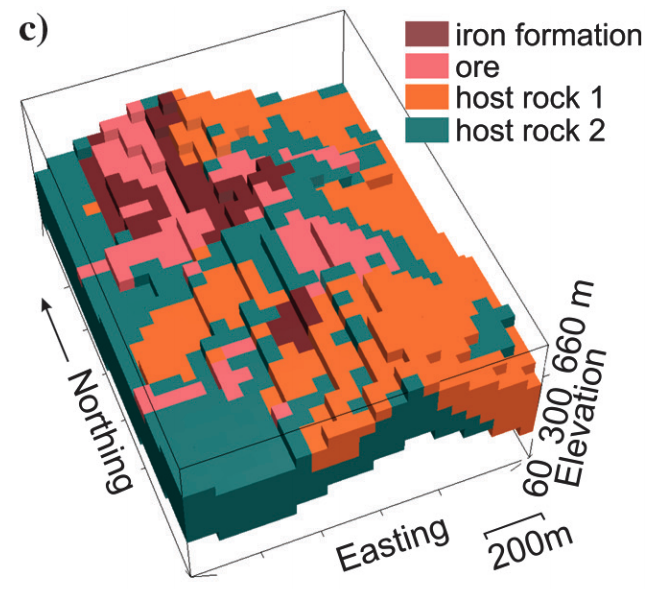 c)
iron formation
ore
host rock 1
host rock 2
Northing
Easting
200m
60 300 660 m
Elevation